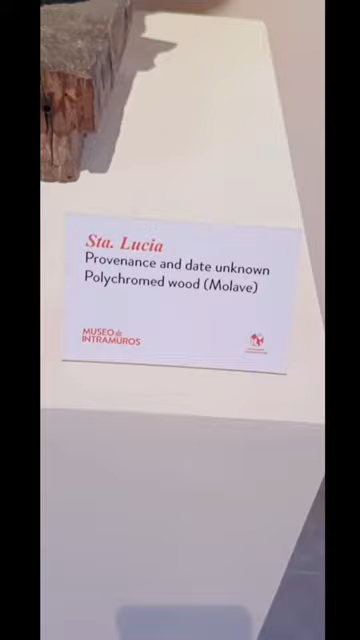 Sta. Lucia
Provenance and date unknown
Polychromed wood (Molave)
MUSEO de
INTRAMUROS